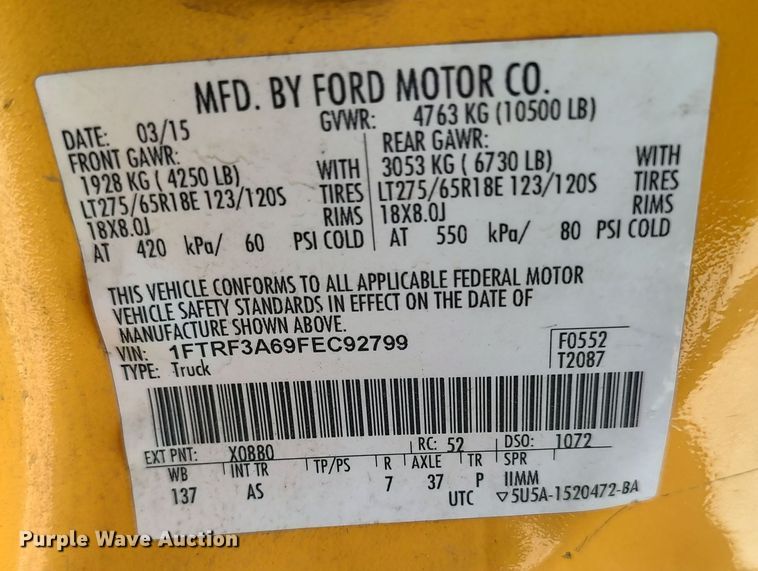 MFD. BY FORD MOTOR CO.
DATE: 03/15 GVWR: 4763 KG (10500 LB)
FRONT GAWR: REAR GAWR:
1928 KG ( 4250 LB) WITH 3053 KG ( 6730 LB) WITH
LT275/65R18E 123/120S TIRES LT275/65R18E 123/120S TIRES
18X8.0J RIMS 18X8.0J RIMS
AT 420 kPa/ 60 PSI COLD AT 550 kPa/ 80 PSI COLD
THIS VEHICLE CONFORMS TO ALL APPLICABLE FEDERAL MOTOR
VEHICLE SAFETY STANDARDS IN EFFECT ON THE DATE OF
MANUFACTURE SHOWN ABOVE.
VIN: 1FTRF3A69FEC92799 F0552
TYPE: Truck T2087
EXT PNT: X0880 RC: 52 DSO: 1072
WB INT TR TP/PS R AXLE TR SPR
137 AS 7 37 P IIMM
UTC ▽5U5A-1520472-BA
Purple Wave Auction